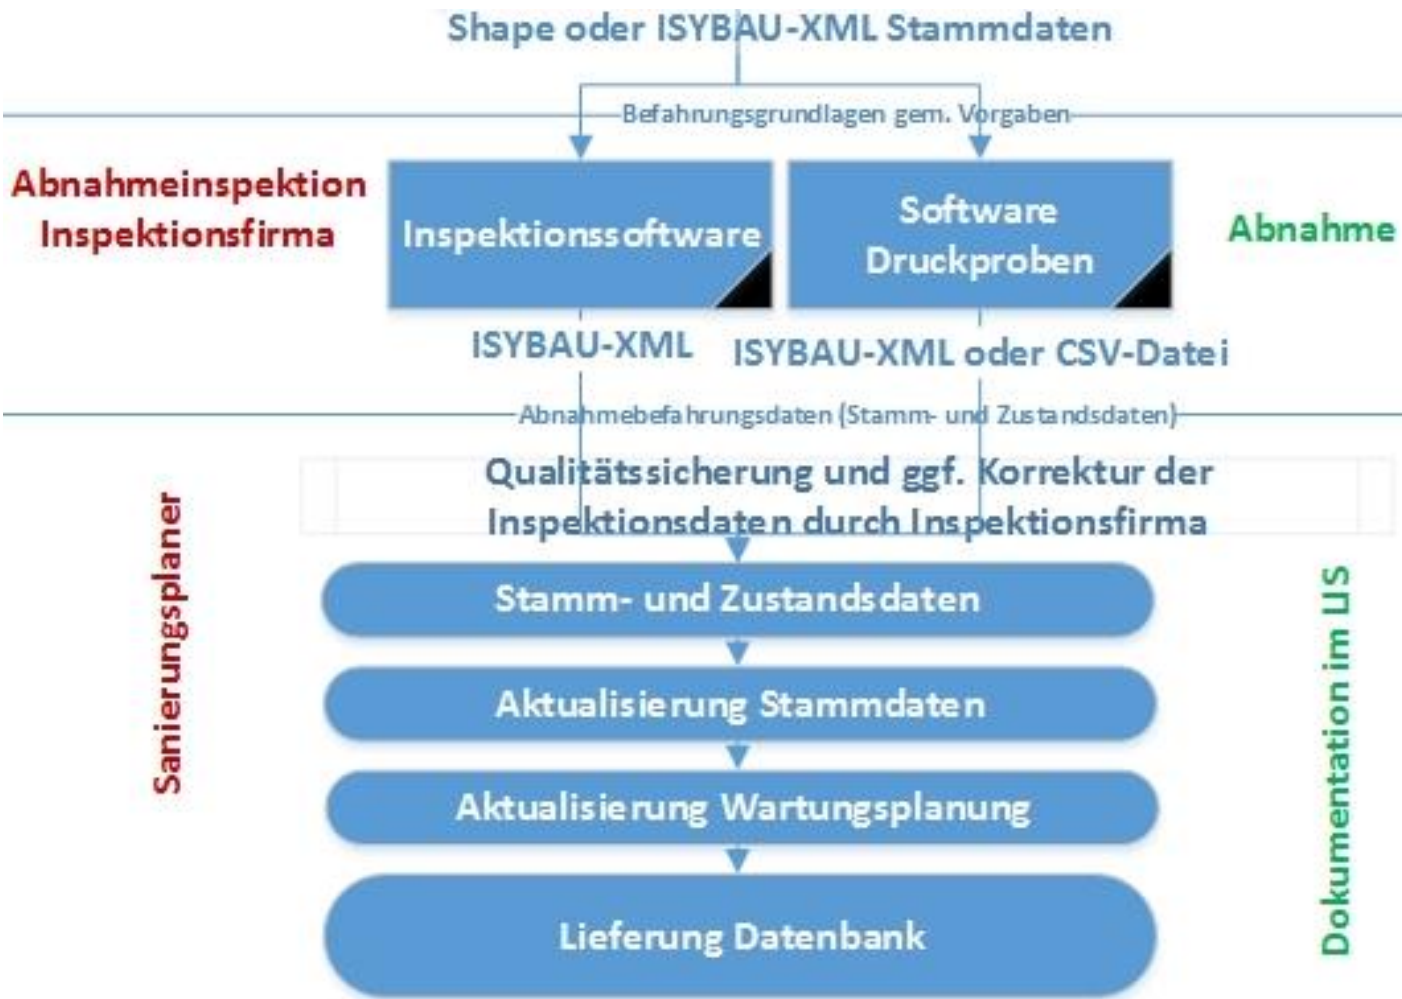 Shape oder ISYBAU-XML Stammdaten
Befahrungsgrundlagen gem. Vorgaben
Abnahmeinspektion
Inspektionsfirma
Inspektionssoftware
Software
Druckproben
Abnahme
ISYBAU-XML
ISYBAU-XML oder CSV-Datei
Abnahmebefahrungsdaten (Stamm- und Zustandsdaten)
Qualitätssicherung und ggf. Korrektur der
Inspektionsdaten durch Inspektionsfirma
Sanierungsplaner
Stamm- und Zustandsdaten
Aktualisierung Stammdaten
Aktualisierung Wartungsplanung
Lieferung Datenbank
Dokumentation im LIS